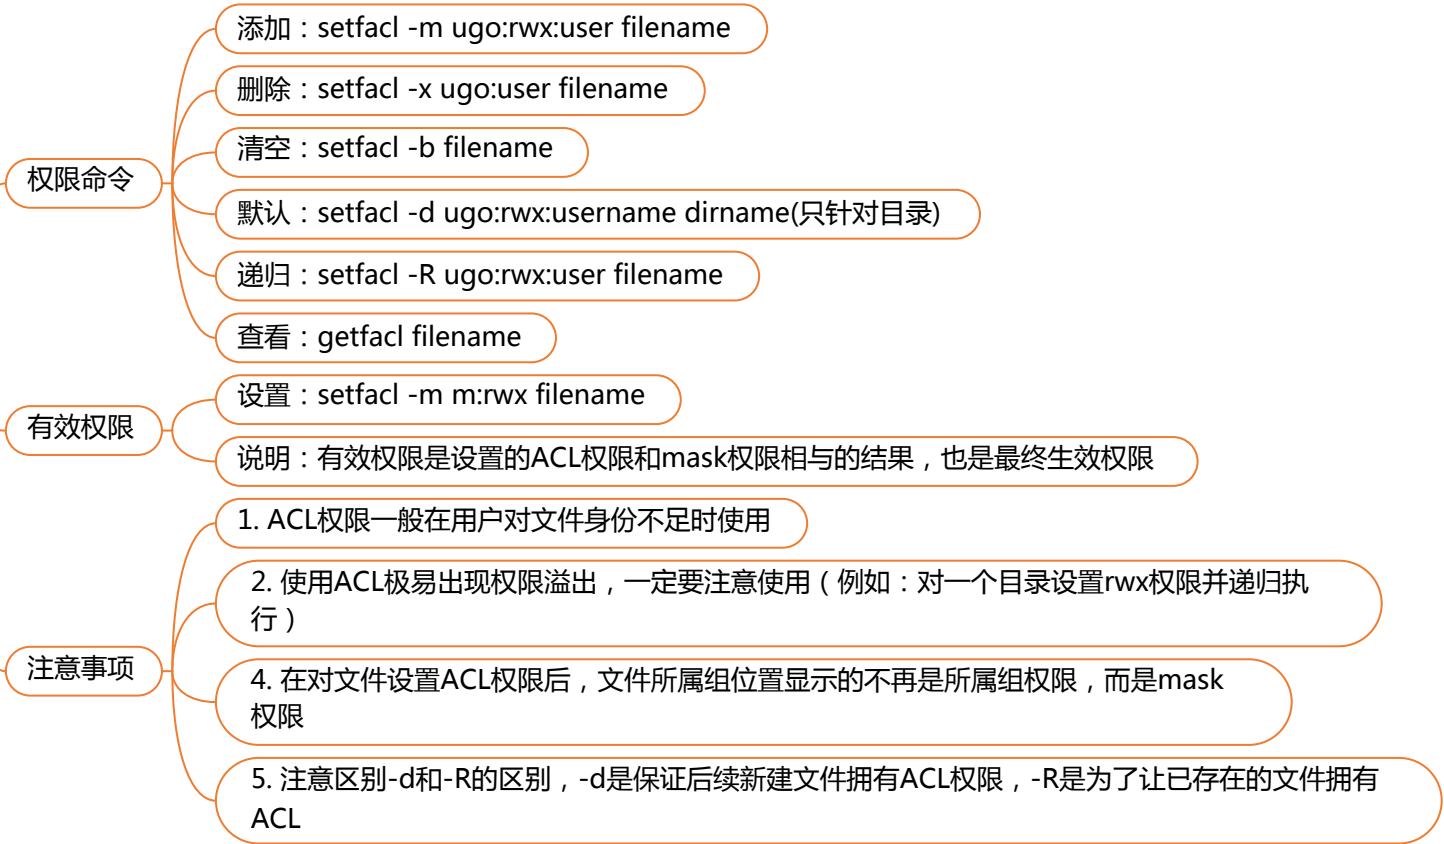 权限命令
添加：setfacl -m ugo:rwx:user filename
删除：setfacl -x ugo:user filename
清空：setfacl -b filename
默认：setfacl -d ugo:rwx:username dirname(只针对目录)
递归：setfacl -R ugo:rwx:user filename
查看：getfacl filename
有效权限
设置：setfacl -m m:rwx filename
说明：有效权限是设置的ACL权限和mask权限相与的结果，也是最终生效权限
注意事项
1. ACL权限一般在用户对文件身份不足时使用
2. 使用ACL极易出现权限溢出，一定要注意使用（例如：对一个目录设置rwx权限并递归执
行）
4. 在对文件设置ACL权限后，文件所属组位置显示的不再是所属组权限，而是mask
权限
5. 注意区别-d和-R的区别，-d是保证后续新建文件拥有ACL权限，-R是为了让已存在的文件拥有
ACL